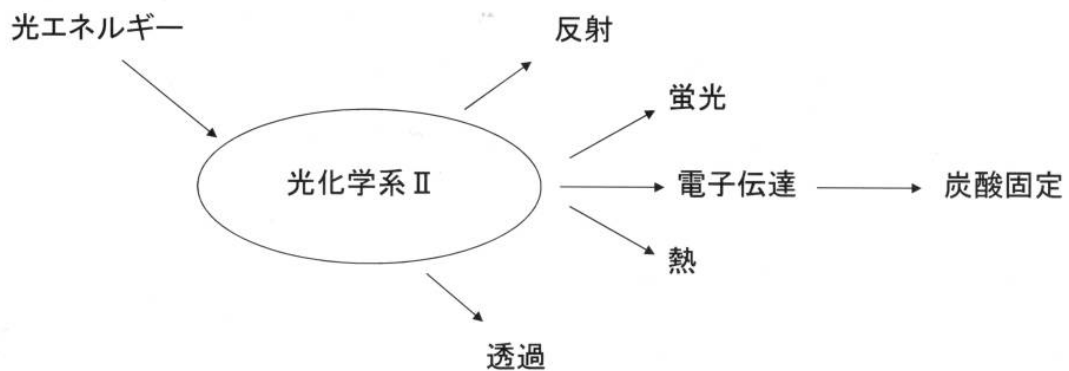 光エネルギー
反射
蛍光
光化学系Ⅱ
電子伝達
炭酸固定
熱
透過